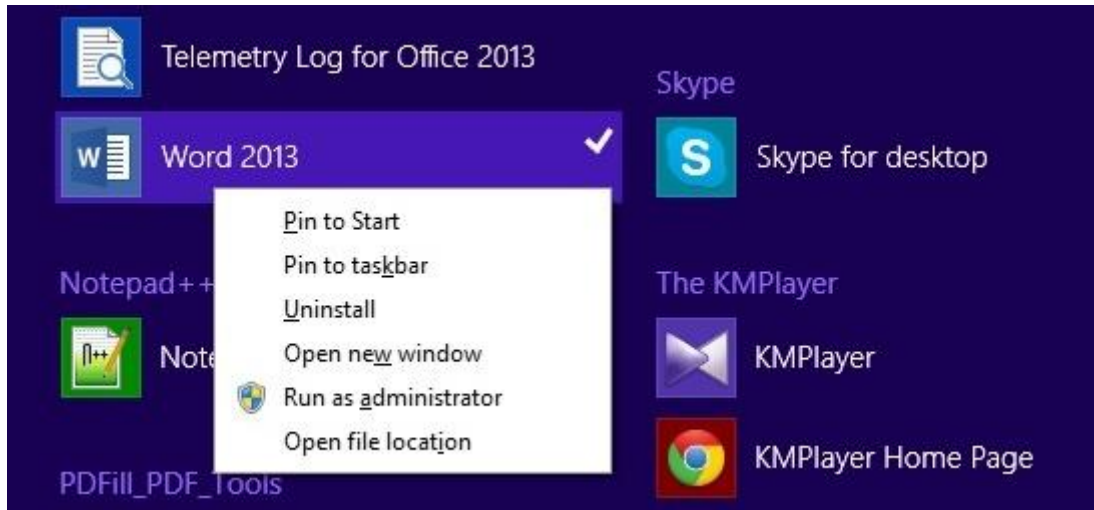 Telemetry Log for Office 2013
Word 2013
Pin to Start
Pin to taskbar
Uninstall
Open new window
Run as administrator
Open file location
Notepad++
Note
PDFill_PDF_Tools
Skype
Skype for desktop
The KMPlayer
KMPlayer
KMPlayer Home Page